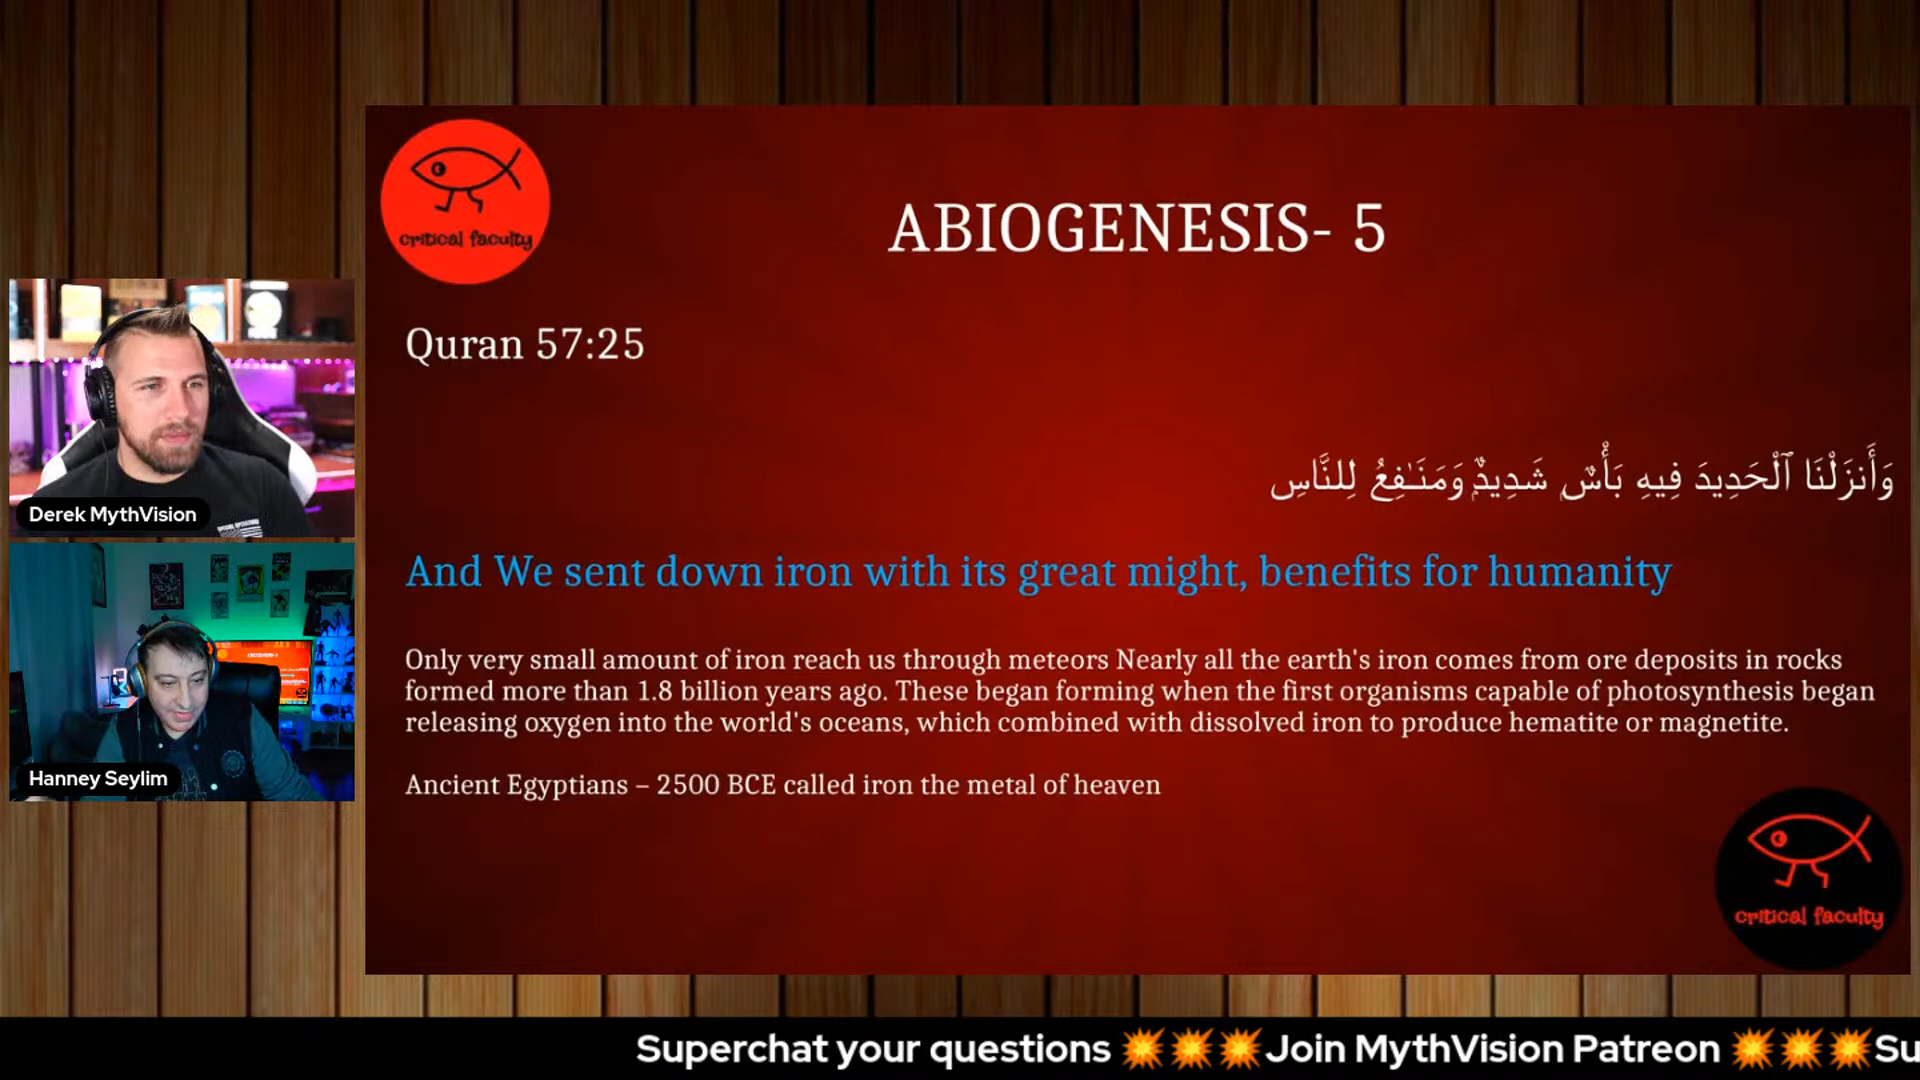 critical faculty
ABIOGENESIS- 5
Quran 57:25
وَأَنزَلْنَا ٱلْحَدِيدَ فِيهِ بَأْسٌ شَدِيدٌ وَمَنَـٰفِعُ لِلنَّاسِ
And We sent down iron with its great might, benefits for humanity
Only very small amount of iron reach us through meteors Nearly all the earth's iron comes from ore deposits in rocks
formed more than 1.8 billion years ago. These began forming when the first organisms capable of photosynthesis began
releasing oxygen into the world's oceans, which combined with dissolved iron to produce hematite or magnetite.
Ancient Egyptians – 2500 BCE called iron the metal of heaven
critical faculty
Derek MythVision
Hanney Seylim
Superchat your questions 💥💥💥Join MythVision Patreon 💥💥💥Su